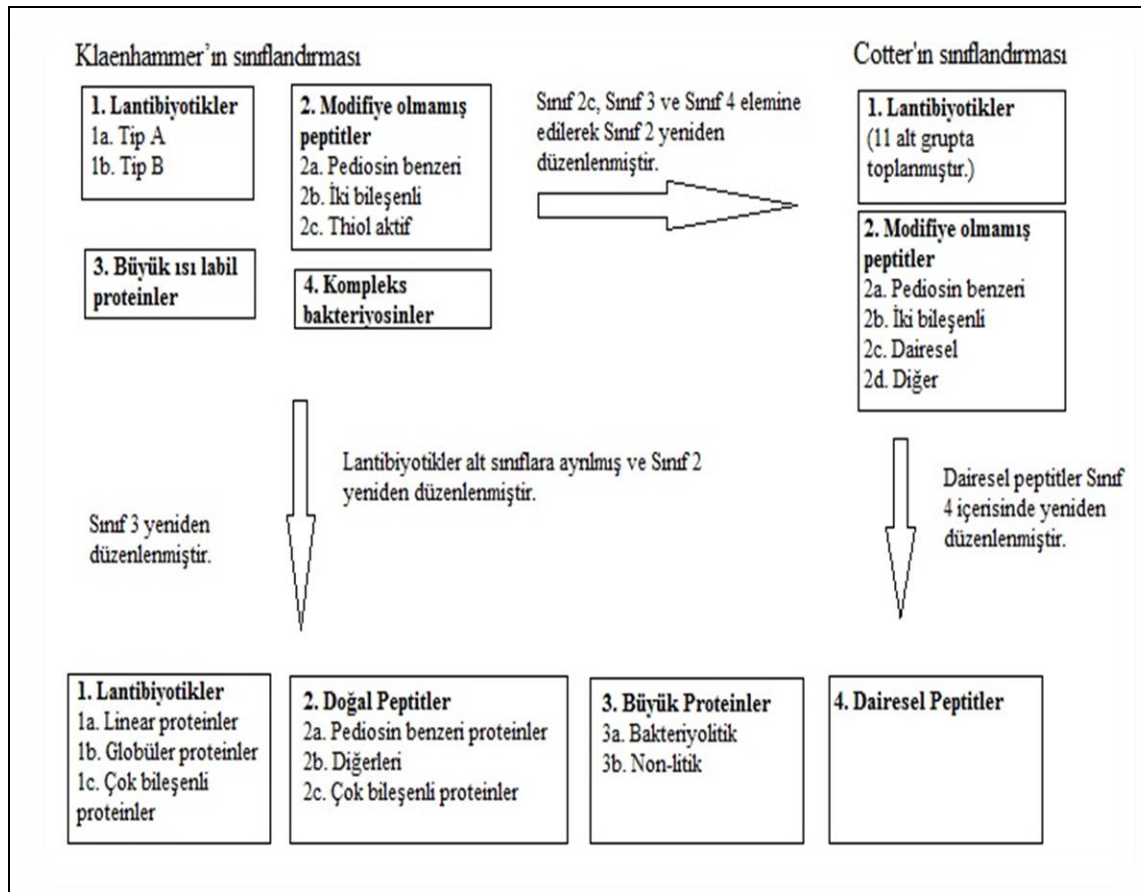 Klaenhammer'ın sınıflandırması
1. Lantibiyotikler
1a. Tip A
1b. Tip B
2. Modifiye olmamış
peptitler
2a. Pediosin benzeri
2b. İki bileşenli
2c. Thiol aktif
3. Büyük ısı labil
proteinler
4. Kompleks
bakteriyosinler
Sınıf 2c, Sınıf 3 ve Sınıf 4 elemine
edilerek Sınıf 2 yeniden
düzenlenmiştir.
Cotter'ın sınıflandırması
1. Lantibiyotikler
(11 alt grupta
toplanmıştır.)
2. Modifiye olmamış
peptitler
2a. Pediosin benzeri
2b. İki bileşenli
2c. Dairesel
2d. Diğer
Sınıf 3 yeniden
düzenlenmiştir.
Lantibiyotikler alt sınıflara ayrılmış ve Sınıf 2
yeniden düzenlenmiştir.
Dairesel peptitler Sınıf
4 içerisinde yeniden
düzenlenmiştir.
1. Lantibiyotikler
1a. Linear proteinler
1b. Globüler proteinler
1c. Çok bileşenli
proteinler
2. Doğal Peptitler
2a. Pediosin benzeri proteinler
2b. Diğerleri
2c. Çok bileşenli proteinler
3. Büyük Proteinler
3a. Bakteriyolitik
3b. Non-litik
4. Dairesel Peptitler